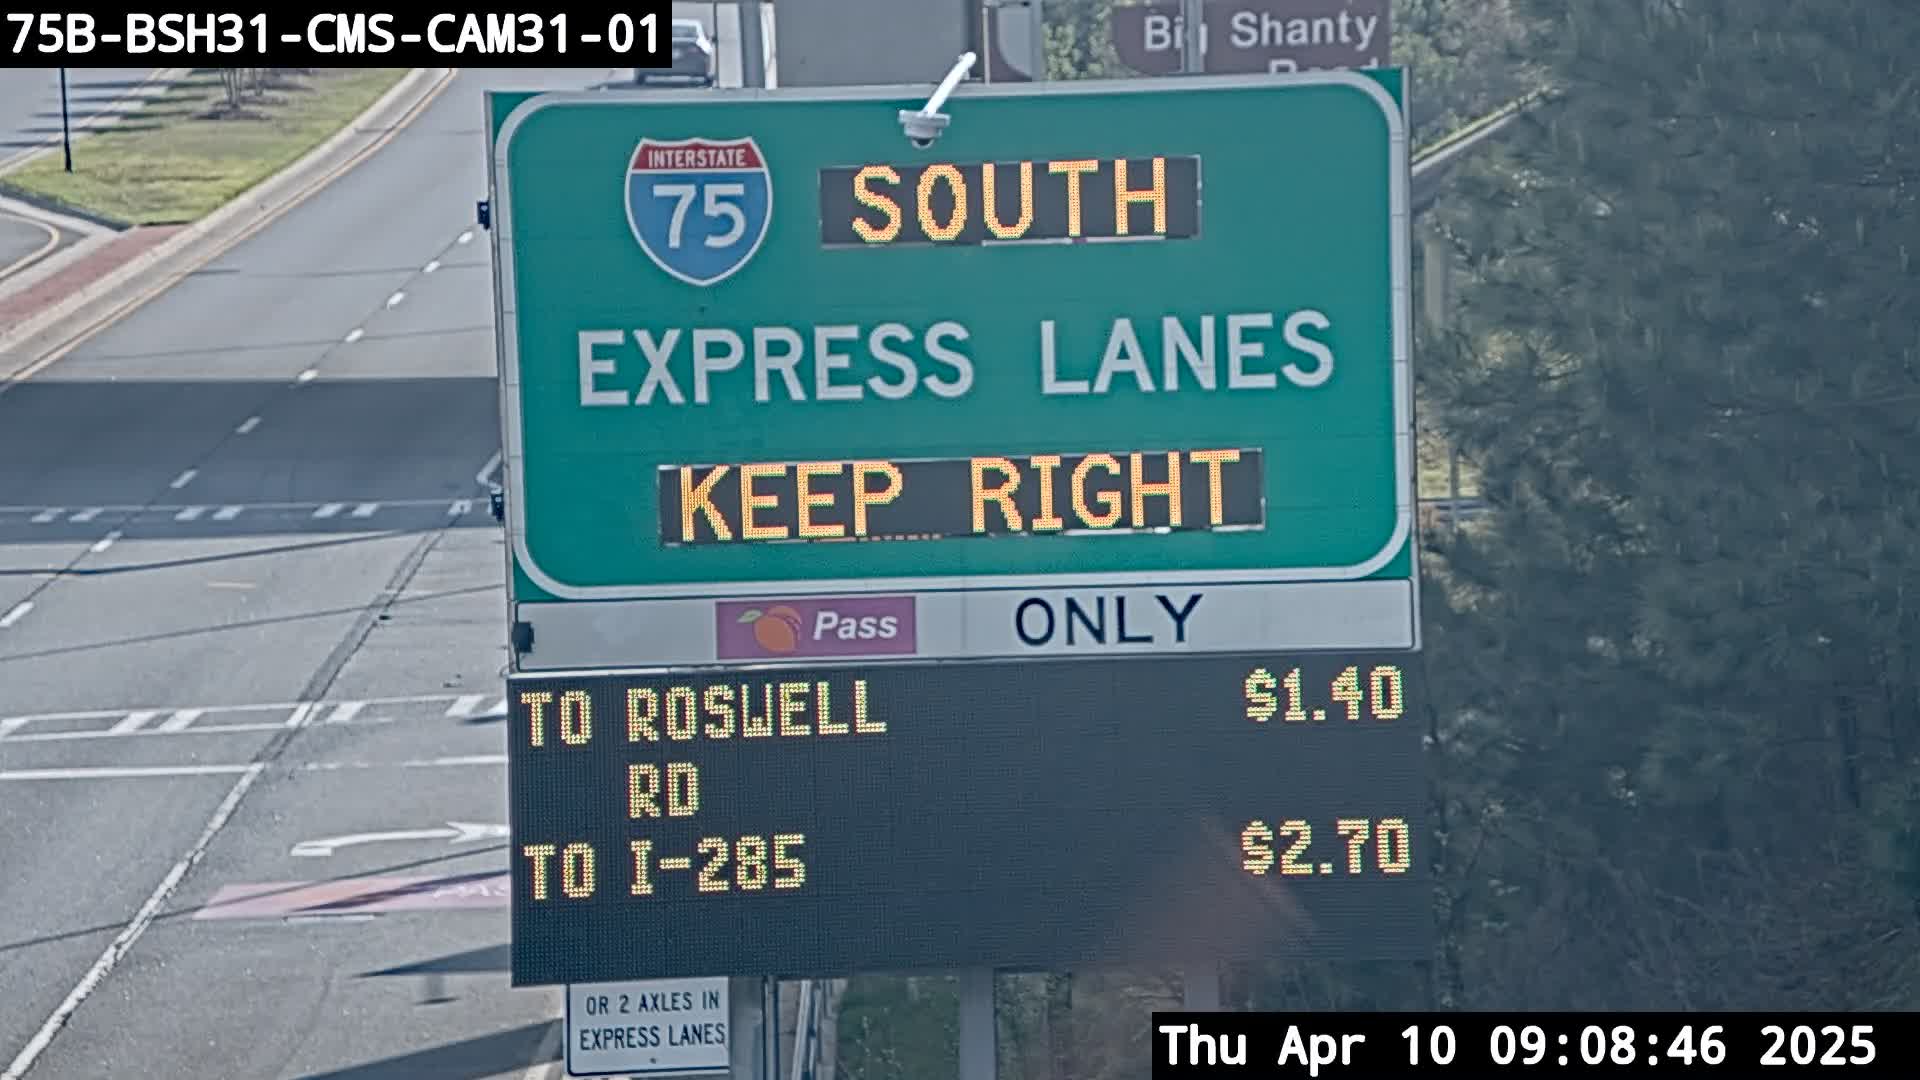 75B-BSH31-CMS-CAM31-01
Big Shanty
Road
INTERSTATE
75
SOUTH
EXPRESS LANES
KEEP RIGHT
Pass ONLY
TO ROSWELL $1.40
RD
TO I-285 $2.70
OR 2 AXLES IN
EXPRESS LANES
Thu Apr 10 09:08:46 2025